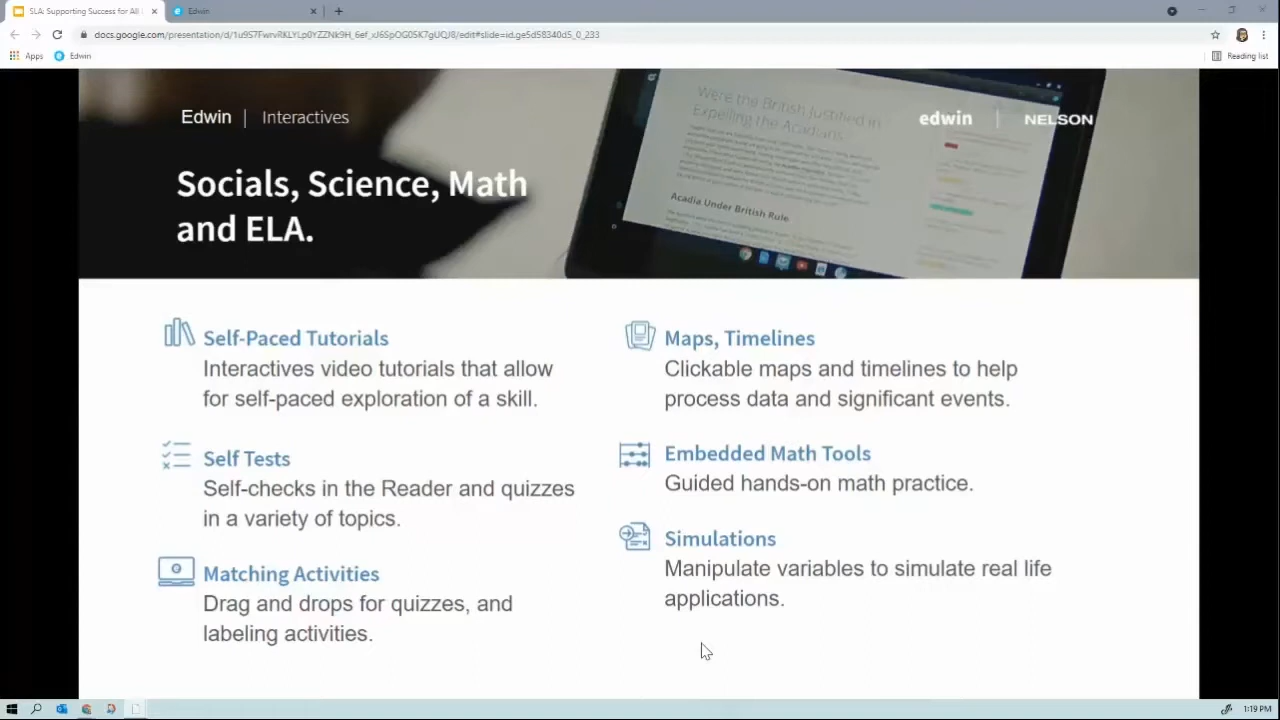 SLA: Supporting Success for All
Edwin
docs.google.com/presentation/d/1u9S7FwrvRKLYLp0YZZNk9H_6ef_xJ6SpOG0SK7gUQJ8/edit#slide=id.ge5d58340d5_0_233
Apps
Edwin
Reading list
Edwin | Interactives
edwin | NELSON
Socials, Science, Math
and ELA.
Were the British Justified in
Expelling the Acadians?
Acadia Under British Rule
Self-Paced Tutorials
Interactives video tutorials that allow
for self-paced exploration of a skill.
Self Tests
Self-checks in the Reader and quizzes
in a variety of topics.
Matching Activities
Drag and drops for quizzes, and
labeling activities.
Maps, Timelines
Clickable maps and timelines to help
process data and significant events.
Embedded Math Tools
Guided hands-on math practice.
Simulations
Manipulate variables to simulate real life
applications.
1:19 PM